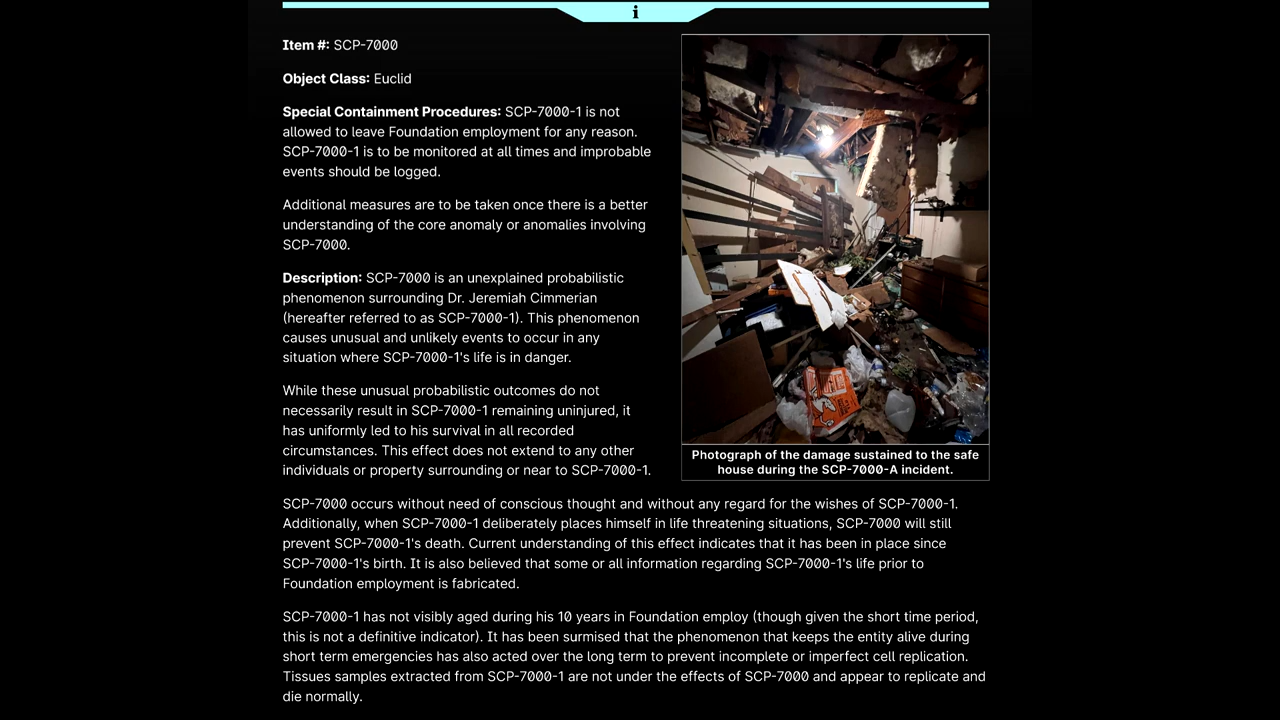 i
Item #: SCP-7000
Object Class: Euclid
Special Containment Procedures: SCP-7000-1 is not
allowed to leave Foundation employment for any reason.
SCP-7000-1 is to be monitored at all times and improbable
events should be logged.
Additional measures are to be taken once there is a better
understanding of the core anomaly or anomalies involving
SCP-7000.
Description: SCP-7000 is an unexplained probabilistic
phenomenon surrounding Dr. Jeremiah Cimmerian
(hereafter referred to as SCP-7000-1). This phenomenon
causes unusual and unlikely events to occur in any
situation where SCP-7000-1's life is in danger.
While these unusual probabilistic outcomes do not
necessarily result in SCP-7000-1 remaining uninjured, it
has uniformly led to his survival in all recorded
circumstances. This effect does not extend to any other
individuals or property surrounding or near to SCP-7000-1.
Photograph of the damage sustained to the safe
house during the SCP-7000-A incident.
SCP-7000 occurs without need of conscious thought and without any regard for the wishes of SCP-7000-1.
Additionally, when SCP-7000-1 deliberately places himself in life threatening situations, SCP-7000 will still
prevent SCP-7000-1's death. Current understanding of this effect indicates that it has been in place since
SCP-7000-1's birth. It is also believed that some or all information regarding SCP-7000-1's life prior to
Foundation employment is fabricated.
SCP-7000-1 has not visibly aged during his 10 years in Foundation employ (though given the short time period,
this is not a definitive indicator). It has been surmised that the phenomenon that keeps the entity alive during
short term emergencies has also acted over the long term to prevent incomplete or imperfect cell replication.
Tissues samples extracted from SCP-7000-1 are not under the effects of SCP-7000 and appear to replicate and
die normally.